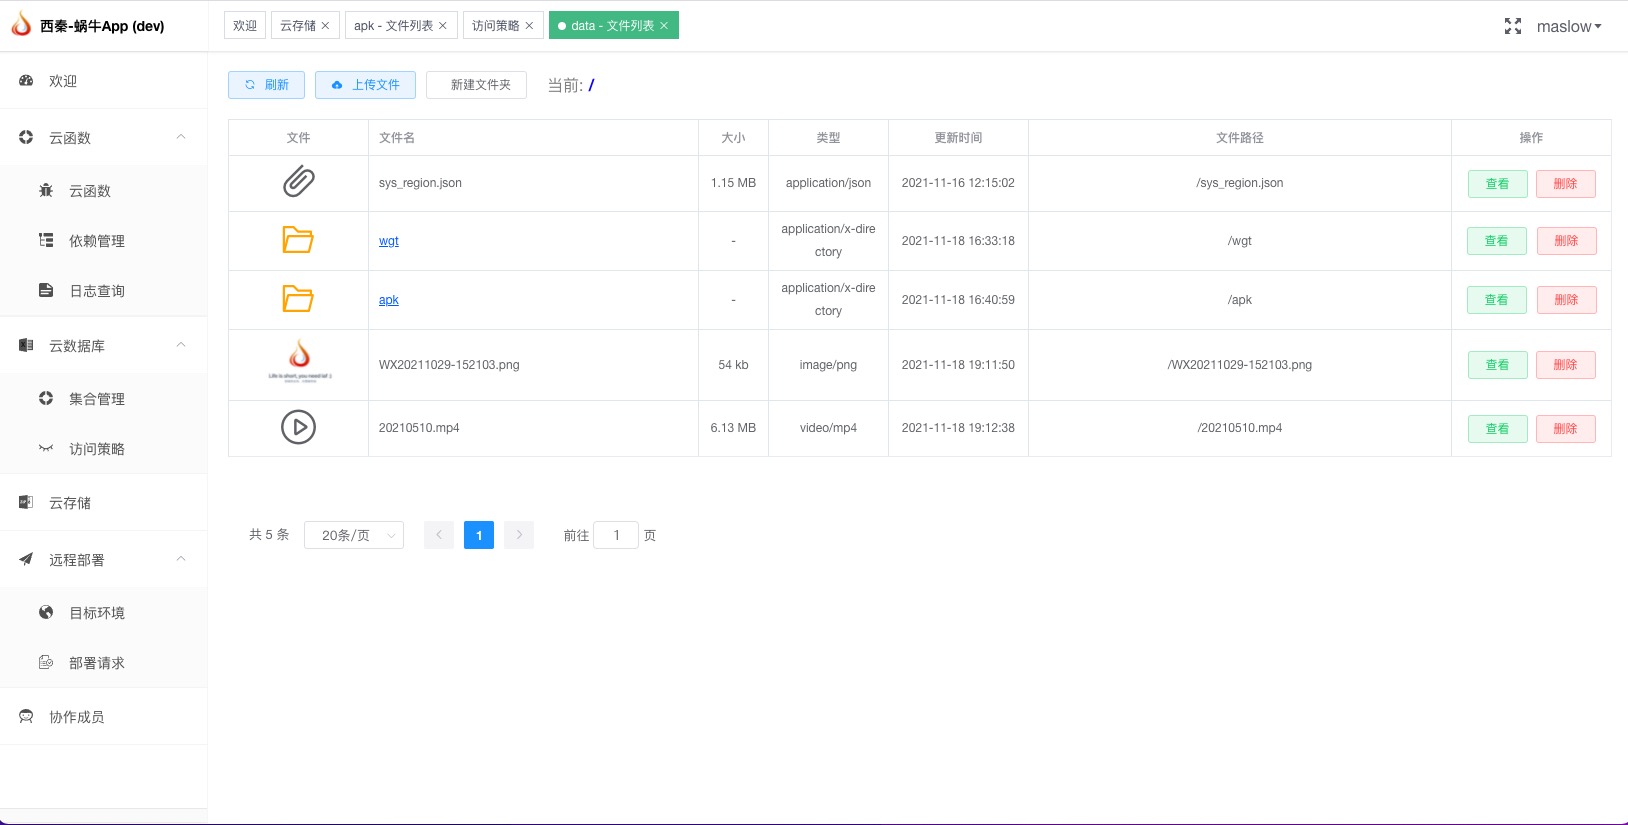 西秦-蜗牛App (dev)
欢迎
云存储
apk - 文件列表
访问策略
data - 文件列表
maslow
欢迎
云函数
云函数
依赖管理
日志查询
云数据库
集合管理
访问策略
云存储
远程部署
目标环境
部署请求
协作成员
刷新
上传文件
新建文件夹
当前: /
文件 文件名 大小 类型 更新时间 文件路径 操作
sys_region.json 1.15 MB application/json 2021-11-16 12:15:02 /sys_region.json 查看 删除
wgt - application/x-dire
ctory 2021-11-18 16:33:18 /wgt 查看 删除
apk - application/x-dire
ctory 2021-11-18 16:40:59 /apk 查看 删除
Life is short, you need laf :)
WX20211029-152103.png 54 kb image/png 2021-11-18 19:11:50 /WX20211029-152103.png 查看 删除
20210510.mp4 6.13 MB video/mp4 2021-11-18 19:12:38 /20210510.mp4 查看 删除
共 5 条 20条/页 1 前往 1 页